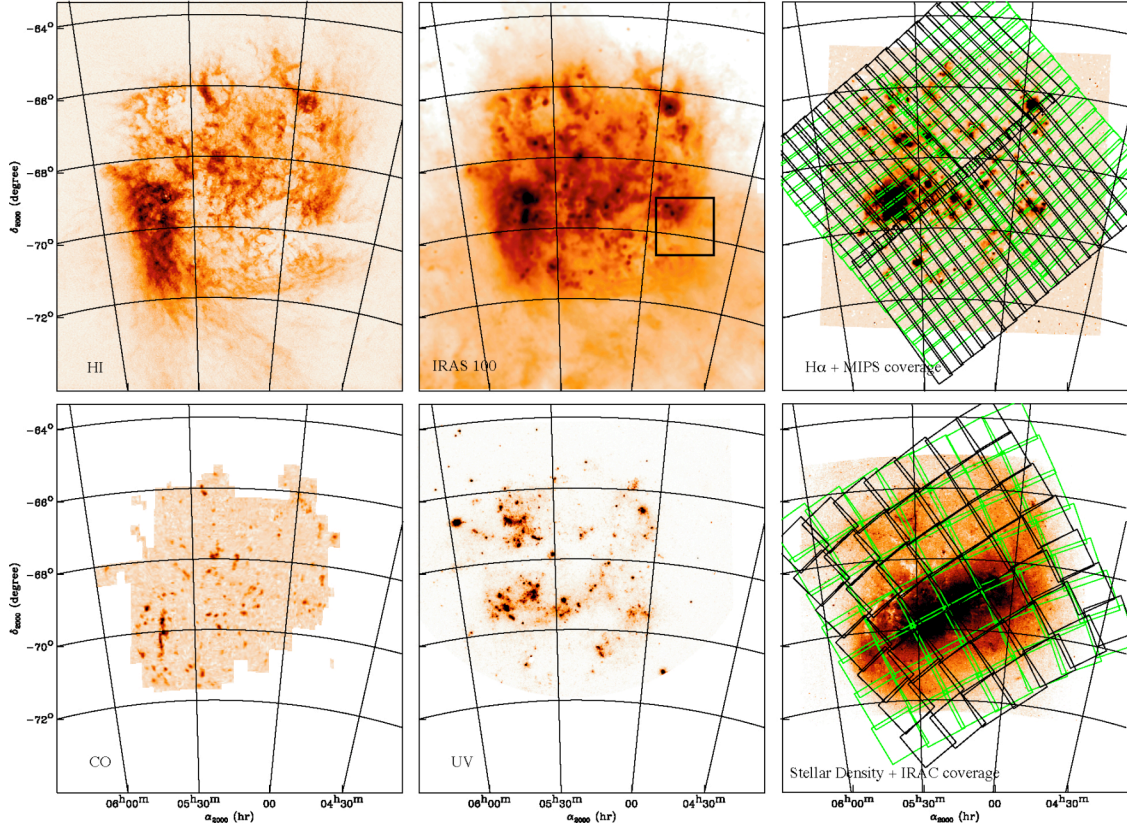 -64°
-66°
-68°
-70°
-72°
δ2000 (degree)
HI
IRAS 100
Hα + MIPS coverage
-64°
-66°
-68°
-70°
-72°
δ2000 (degree)
CO
UV
Stellar Density + IRAC coverage
06h00m 05h30m 00 04h30m
06h00m 05h30m 00 04h30m
06h00m 05h30m 00 04h30m
α2000 (hr)
α2000 (hr)
α2000 (hr)